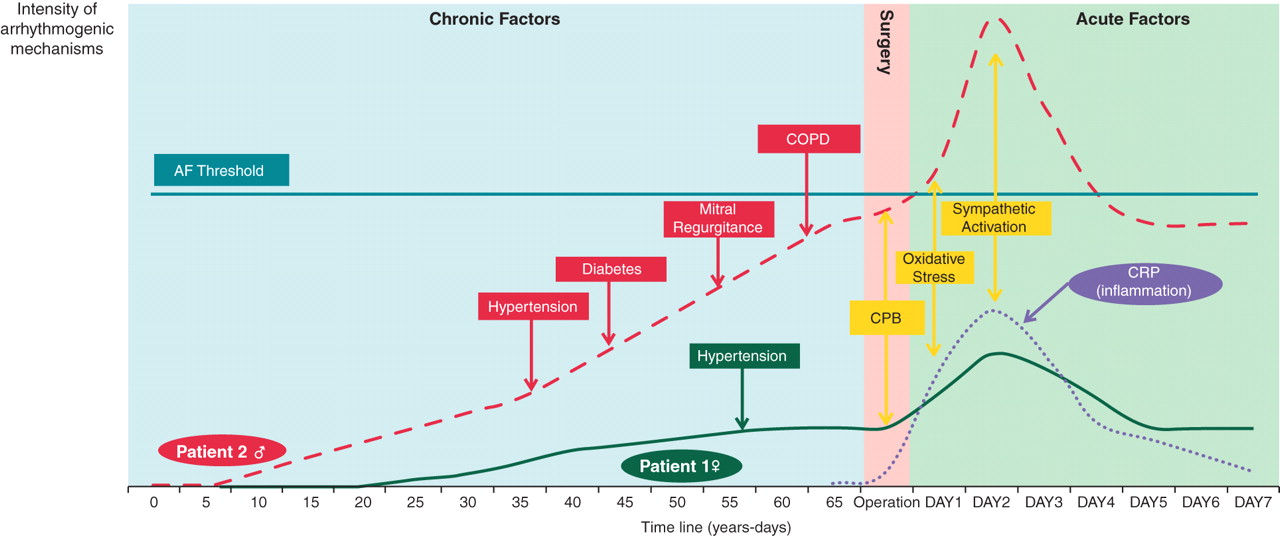 Intensity of
arrhythmogenic
mechanisms
Chronic Factors
Surgery
Acute Factors
COPD
AF Threshold
Mitral
Regurgitance
Sympathetic
Activation
Diabetes
Oxidative
Stress
CRP
(inflammation)
Hypertension
CPB
Hypertension
Patient 2 ♂
Patient 1♀
0 5 10 15 20 25 30 35 40 45 50 55 60 65 Operation DAY1 DAY2 DAY3 DAY4 DAY5 DAY6 DAY7
Time line (years-days)